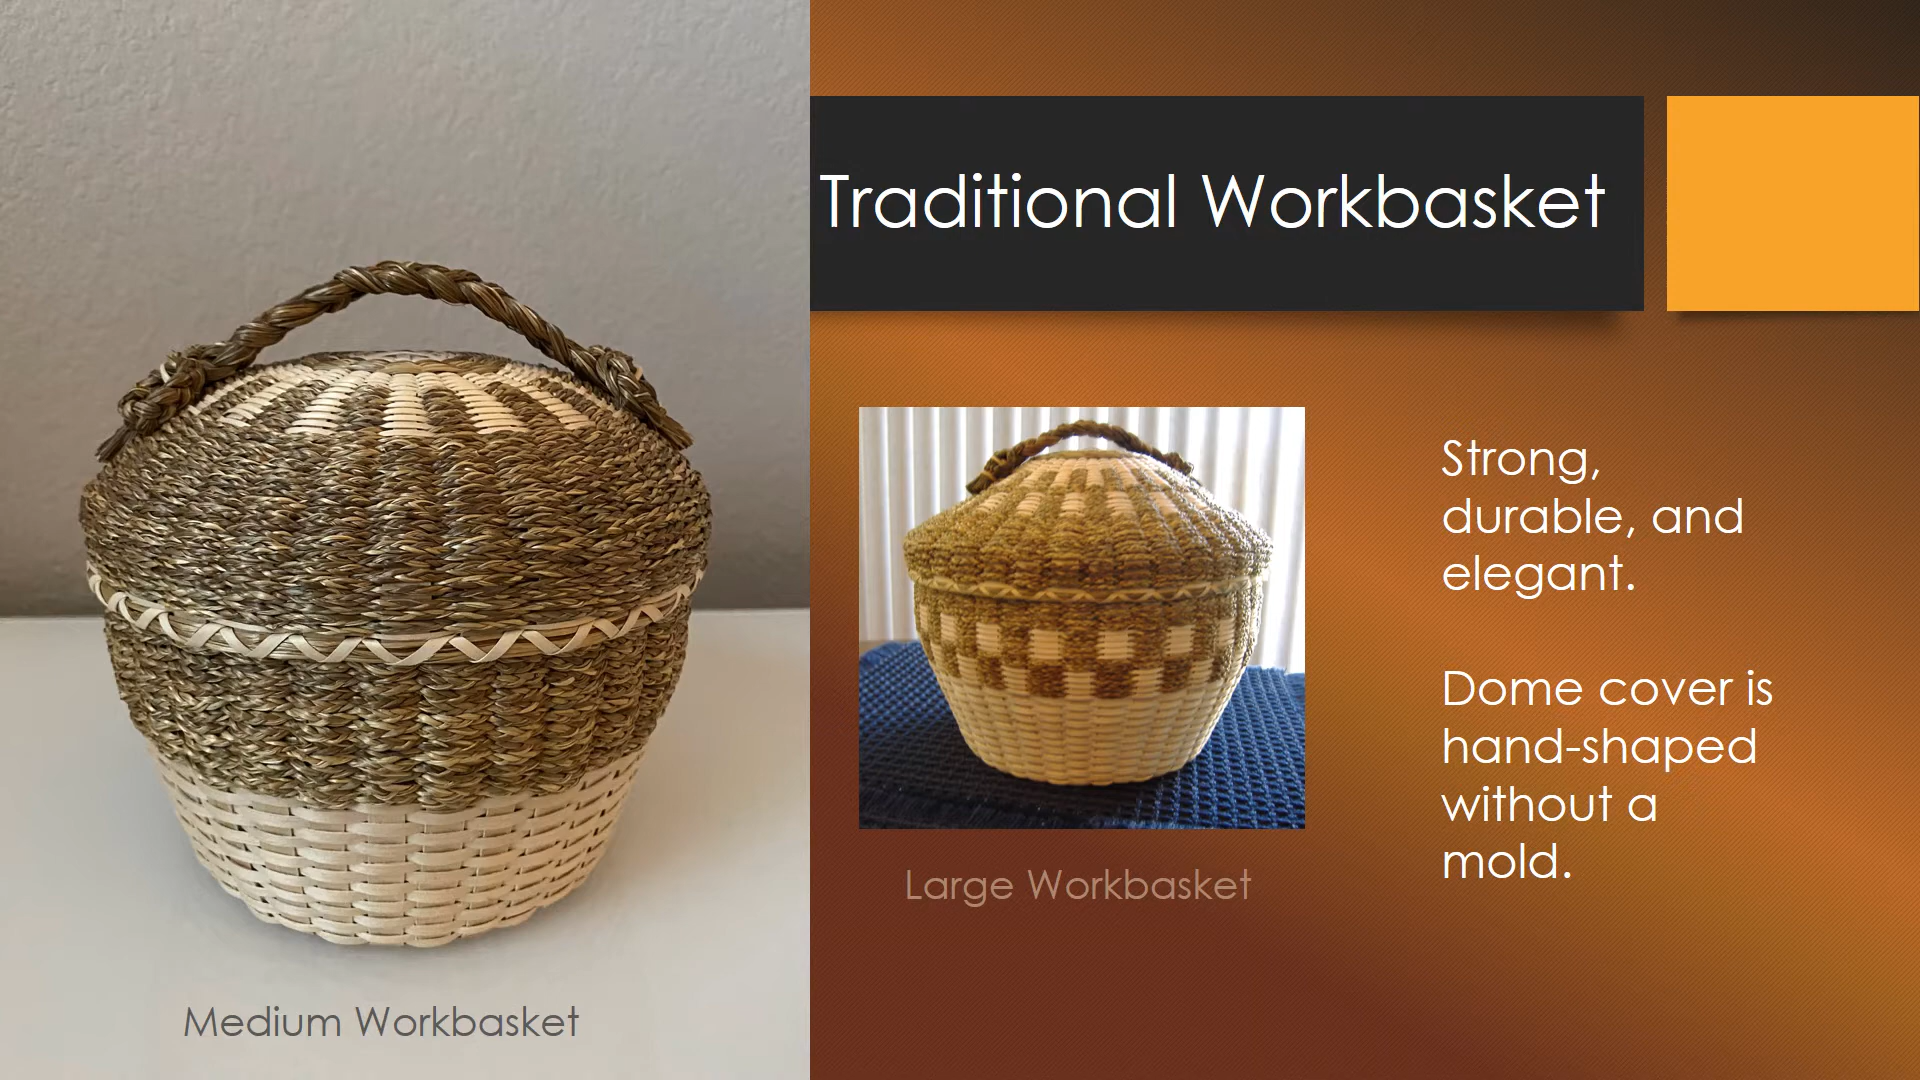 Traditional Workbasket
Strong,
durable, and
elegant.
Dome cover is
hand-shaped
without a
mold.
Large Workbasket
Medium Workbasket